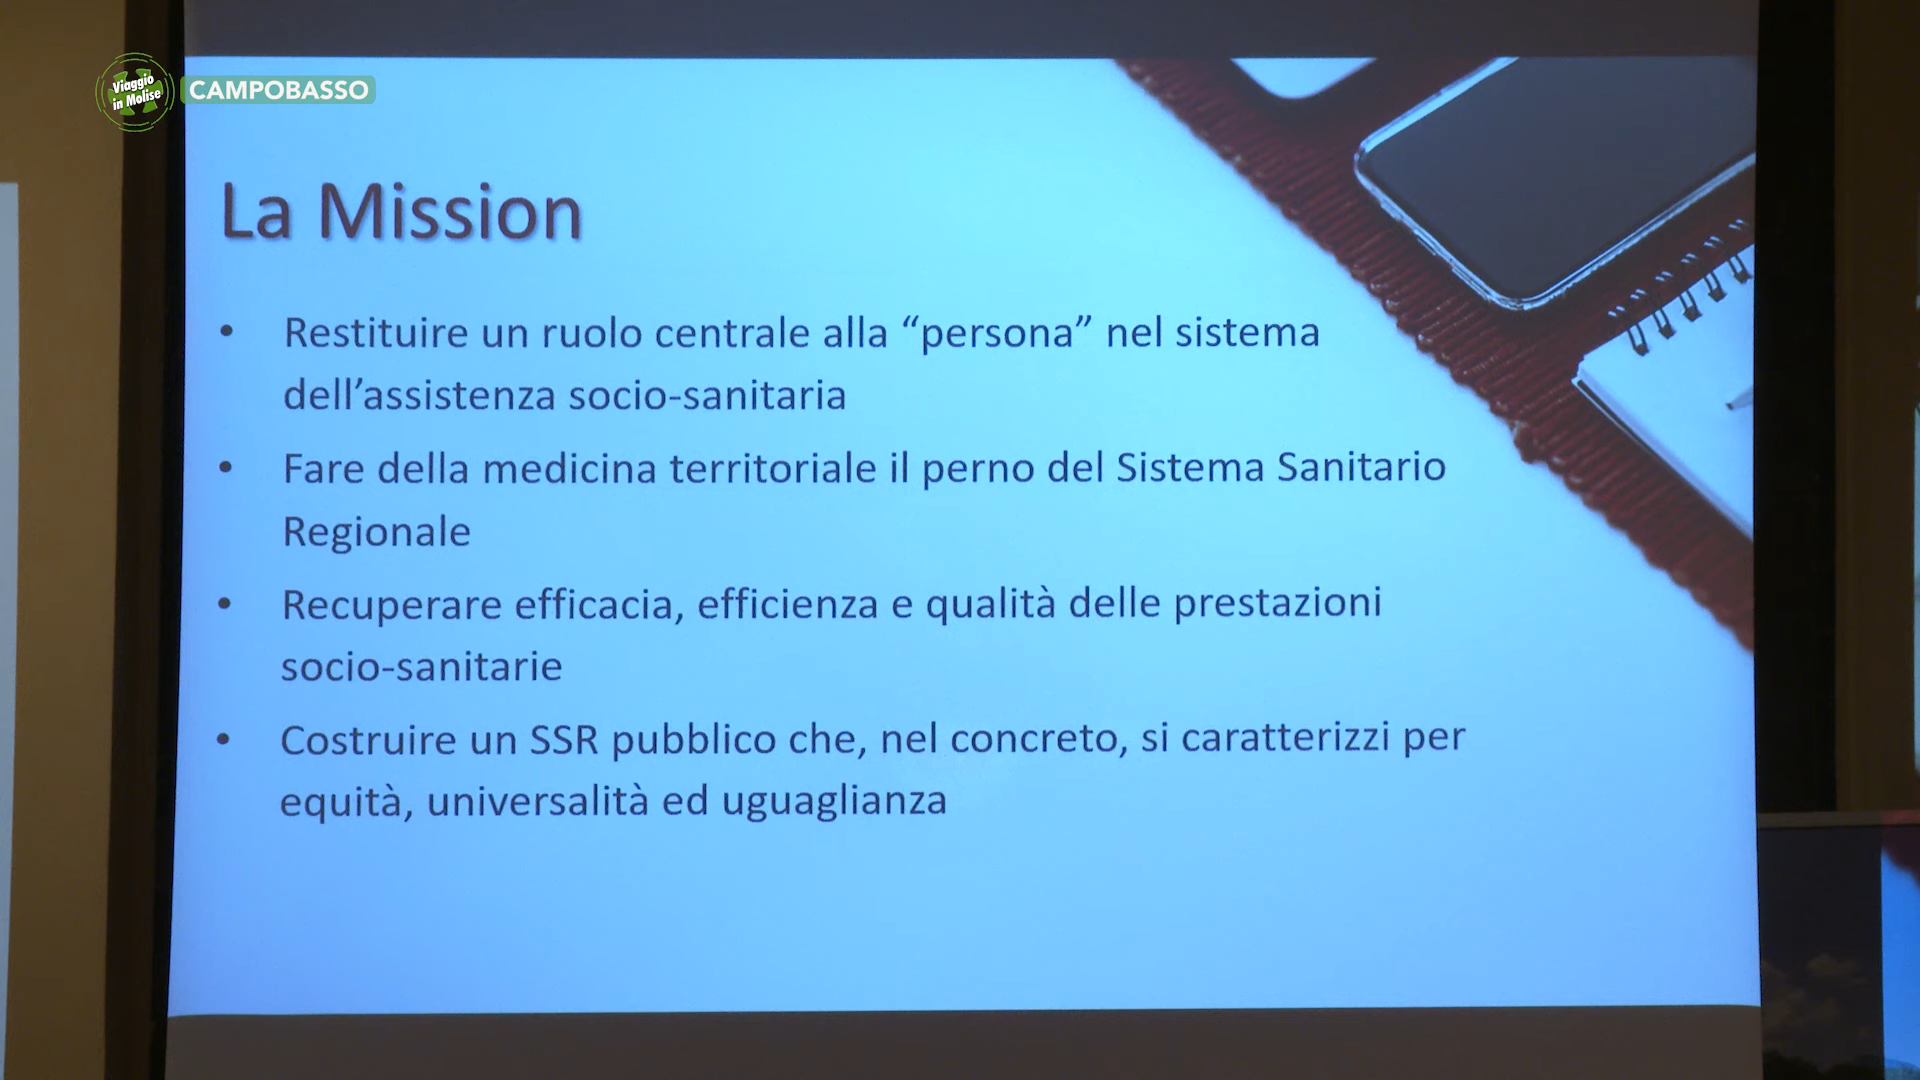 Viaggio
in Molise
CAMPOBASSO
La Mission
• Restituire un ruolo centrale alla “persona” nel sistema
dell’assistenza socio-sanitaria
• Fare della medicina territoriale il perno del Sistema Sanitario
Regionale
• Recuperare efficacia, efficienza e qualità delle prestazioni
socio-sanitarie
• Costruire un SSR pubblico che, nel concreto, si caratterizzi per
equità, universalità ed uguaglianza